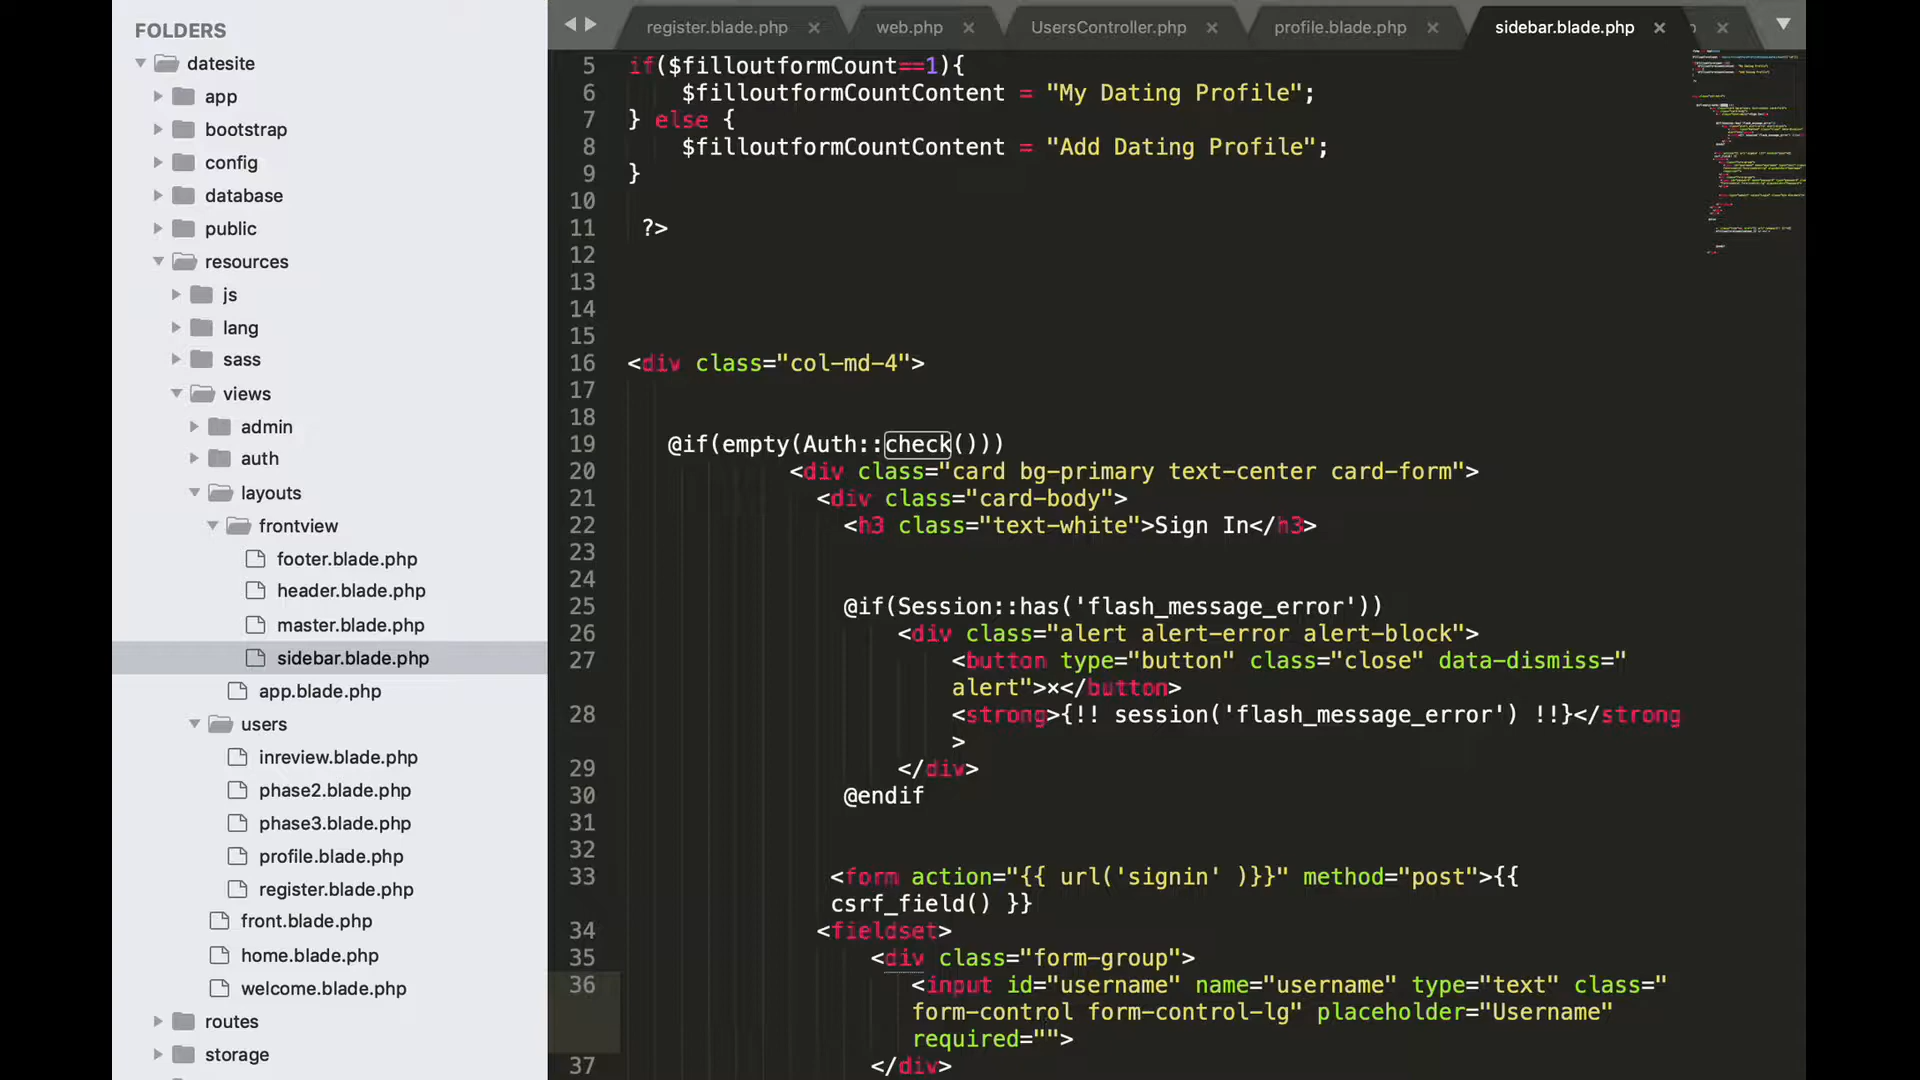 FOLDERS
datesite
app
bootstrap
config
database
public
resources
js
lang
sass
views
admin
auth
layouts
frontview
footer.blade.php
header.blade.php
master.blade.php
sidebar.blade.php
app.blade.php
users
inreview.blade.php
phase2.blade.php
phase3.blade.php
profile.blade.php
register.blade.php
front.blade.php
home.blade.php
welcome.blade.php
routes
storage
register.blade.php × web.php × UsersController.php × profile.blade.php × sidebar.blade.php × ×
5 if($filloutformCount==1){
6 $filloutformCountContent = "My Dating Profile";
7 } else {
8 $filloutformCountContent = "Add Dating Profile";
9 }
10
11 ?>
12
13
14
15
16 <div class="col-md-4">
17
18
19 @if(empty(Auth::check()))
20 <div class="card bg-primary text-center card-form">
21 <div class="card-body">
22 <h3 class="text-white">Sign In</h3>
23
24
25 @if(Session::has('flash_message_error'))
26 <div class="alert alert-error alert-block">
27 <button type="button" class="close" data-dismiss="
alert">×</button>
28 <strong>{!! session('flash_message_error') !!}</strong
>
29 </div>
30 @endif
31
32
33 <form action="{{ url('signin' )}}" method="post">{{
csrf_field() }}
34 <fieldset>
35 <div class="form-group">
36 <input id="username" name="username" type="text" class="
form-control form-control-lg" placeholder="Username"
required="">
37 </div>